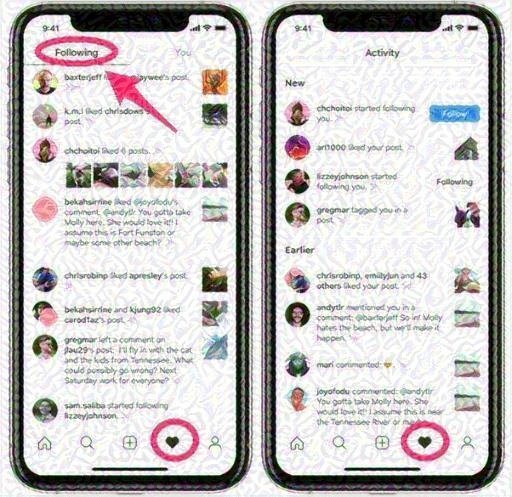 9:41
Following You
baxterjeff jaywee's post.
k.m.i liked chrisdows
post.
chchoitoi liked 6 posts.
bekahsirrine liked @joyofodu's
comment, @andytlr You gotta take
Molly here. She would love it! I
assume this is Fort Funston or
maybe some other beach?
chrisrobinp liked apresley's post.
bekahsirrine and kjung92 liked
post.
gregmar left a comment on
jlau29's post: I'll fly in with the cat
and the kids from Tennessee. What
could possibly go wrong? Next
Saturday work for everyone?
sam.saliba started following
lizzeyjohnson.
9:41
Activity
New
chchoitoi started following
you.
Follow
ari1000 liked your post.
lizzeyjohnson started
following you.
Following
gregmar tagged you in a
post.
Earlier
chrisrobinp, emiliyjun and 43
others liked your post.
andytlr mentioned you in a
comment: @baxterjeff So in! Molly
hates the beach, but we'll make it
happen.
mari commented:
joyofodu commented: @andytlr
You gotta take Molly here. She
would love it! I assume this is near
the Tennessee River or